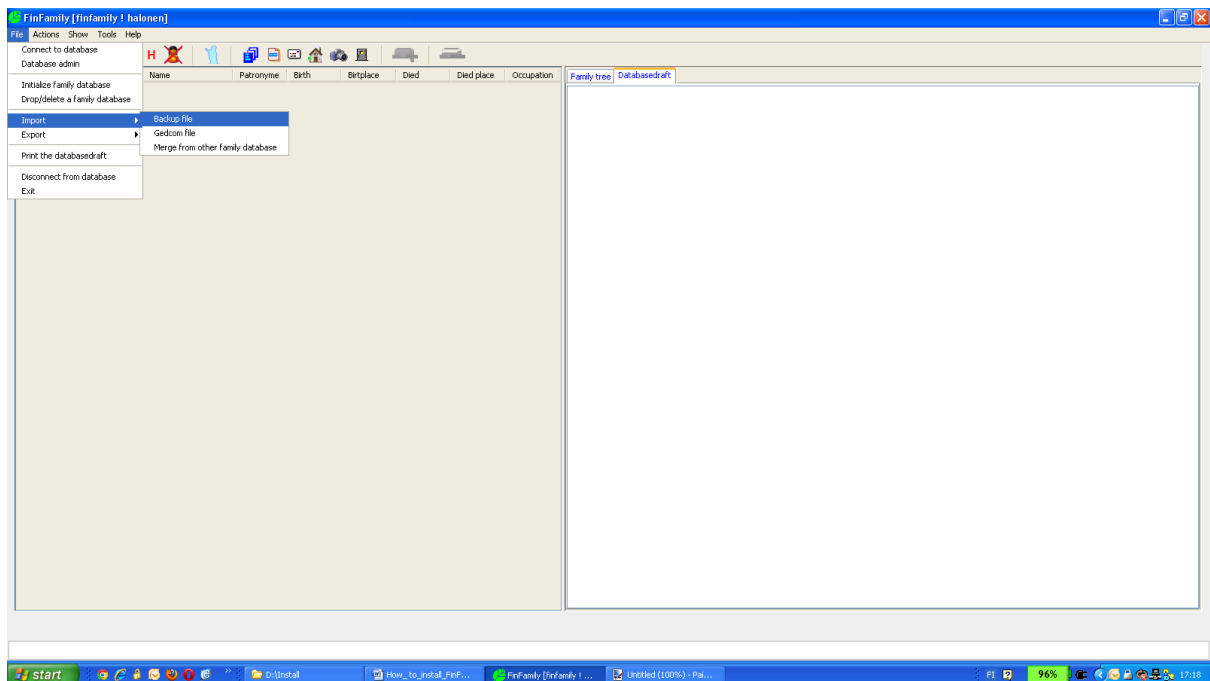 FinFamily [finfamily ! halonen]
File Actions Show Tools Help
Connect to database
Database admin
Initialize family database
Drop/delete a family database
Import
Export
Print the databasedraft
Disconnect from database
Exit
Backup file
Gedcom file
Merge from other family database
H
Name Patronyme Birth Birtplace Died Died place Occupation
Family tree Databasedraft
start D:\Install How_ to_install_FinF... FinFamily [finfamily ! ... Untitled (100%) - Pai... FI 96% 17:18